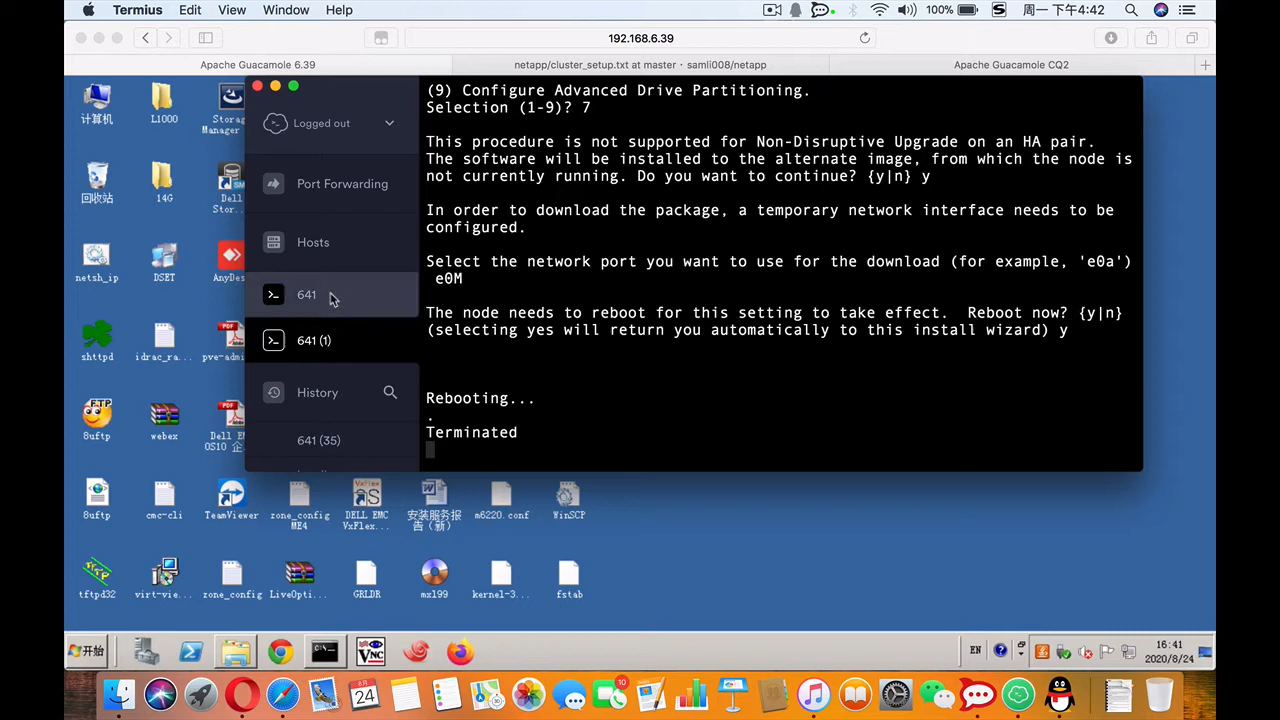 Termius Edit View Window Help
100%
周一 下午4:42
192.168.6.39
Apache Guacamole 6.39
netapp/cluster_setup.txt at master · samli008/netapp
Apache Guacamole CQ2
Logged out
Port Forwarding
Hosts
641
641 (1)
History
641 (35)
(9) Configure Advanced Drive Partitioning.
Selection (1-9)? 7
This procedure is not supported for Non-Disruptive Upgrade on an HA pair.
The software will be installed to the alternate image, from which the node is
not currently running. Do you want to continue? {y|n} y
In order to download the package, a temporary network interface needs to be
configured.
Select the network port you want to use for the download (for example, 'e0a')
e0M
The node needs to reboot for this setting to take effect.  Reboot now? {y|n}
(selecting yes will return you automatically to this install wizard) y
Rebooting...
.
Terminated
计算机
L1000
Storage
Manager
回收站
14G
Dell
Stor...
netsh_ip
DSET
AnyDes
shttpd
idrac_ra...
pve-admi...
8uftp
webex
Dell E
OS10 企
8uftp
cmc-cli
TeamViewer
zone_config
ME4
DELL EMC
VxFlex...
安装服务报
告（新）
m6220.conf
WinSCP
tftpd32
virt-vie...
zone_config
LiveOpti...
GRLDR
mxl99
kernel-3...
fstab
开始
VNC
EN
16:41
2020/8/24
8月
24
10